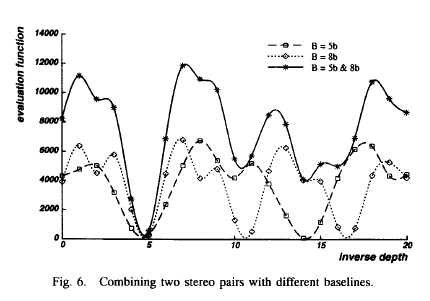 evaluation function
14000
12000
10000
8000
6000
4000
2000
0
0
5
10
15
20
inverse depth
B = 5b
B = 8b
B = 5b & 8b
Fig. 6. Combining two stereo pairs with different baselines.